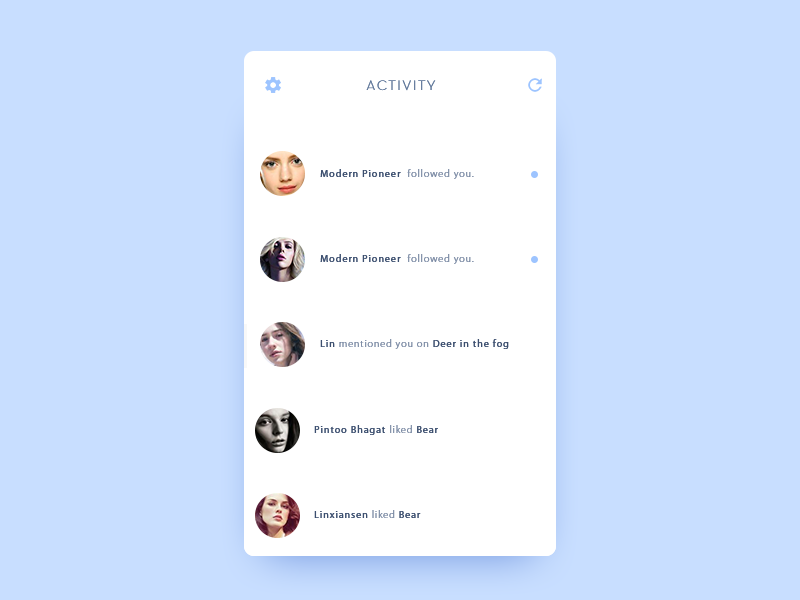 ACTIVITY
Modern Pioneer followed you.
Modern Pioneer followed you.
Lin mentioned you on Deer in the fog
Pintoo Bhagat liked Bear
Linxiansen liked Bear